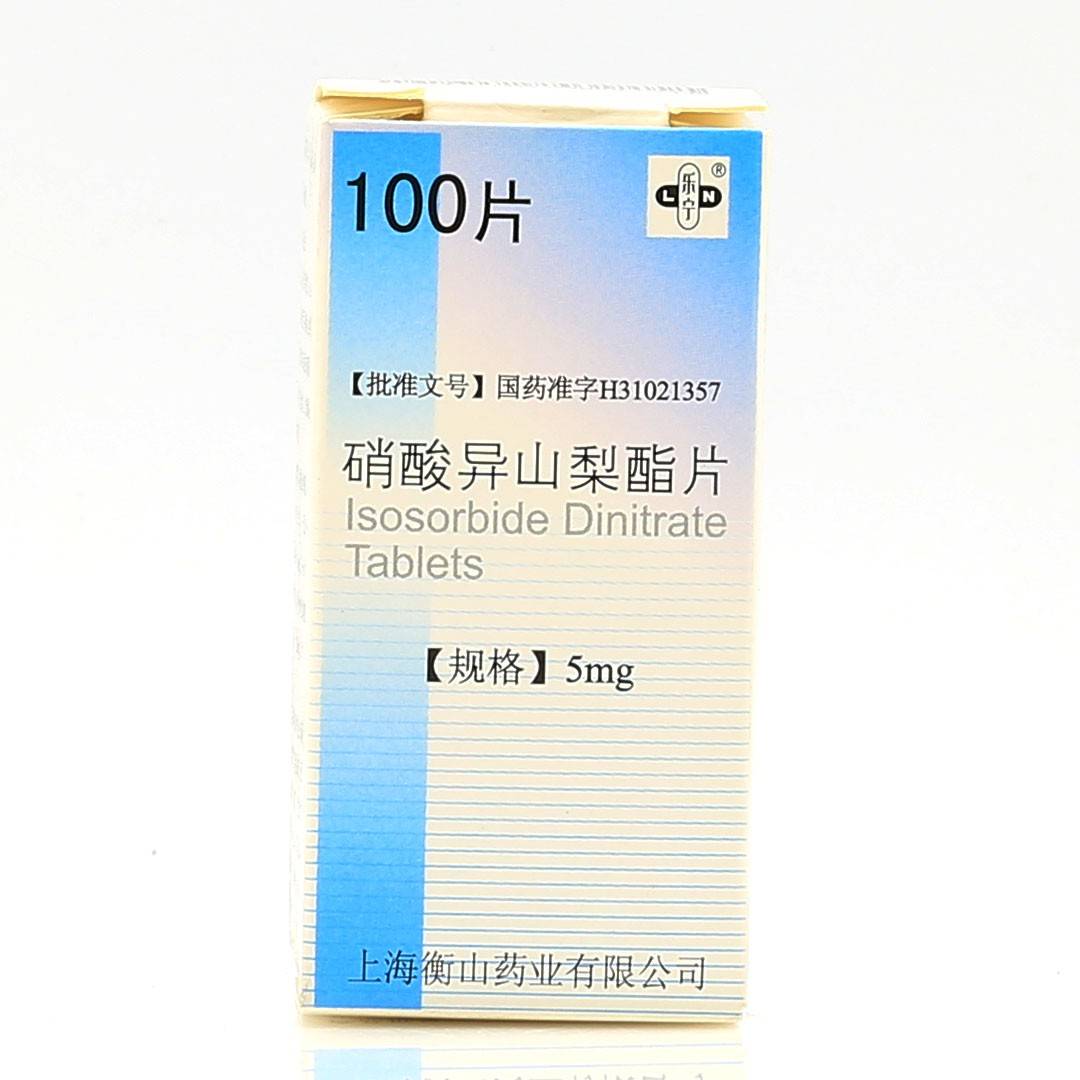 100片
L 乐宁 N ®
【批准文号】国药准字H31021357
硝酸异山梨酯片
Isosorbide Dinitrate
Tablets
【规格】5mg
上海衡山药业有限公司